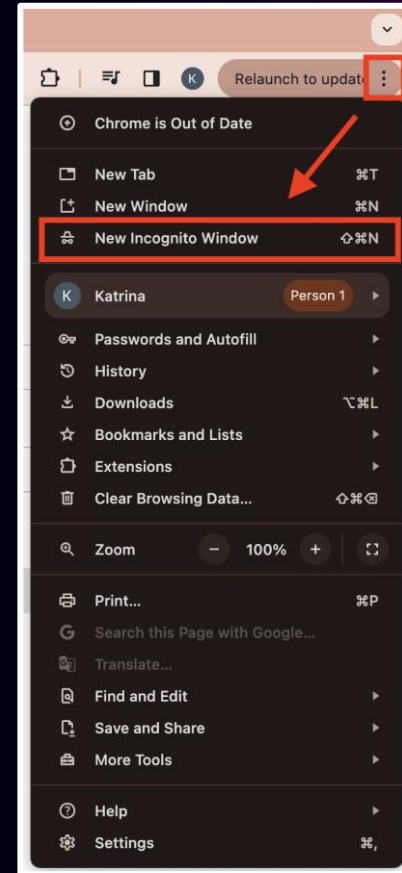 K Relaunch to updat
Chrome is Out of Date
New Tab ⌘T
New Window ⌘N
New Incognito Window ⇧⌘N
K Katrina Person 1
Passwords and Autofill
History
Downloads ⌥⌘L
Bookmarks and Lists
Extensions
Clear Browsing Data... ⇧⌘⌫
Zoom − 100% +
Print... ⌘P
G Search this Page with Google...
Translate...
Find and Edit
Save and Share
More Tools
Help
Settings ⌘,